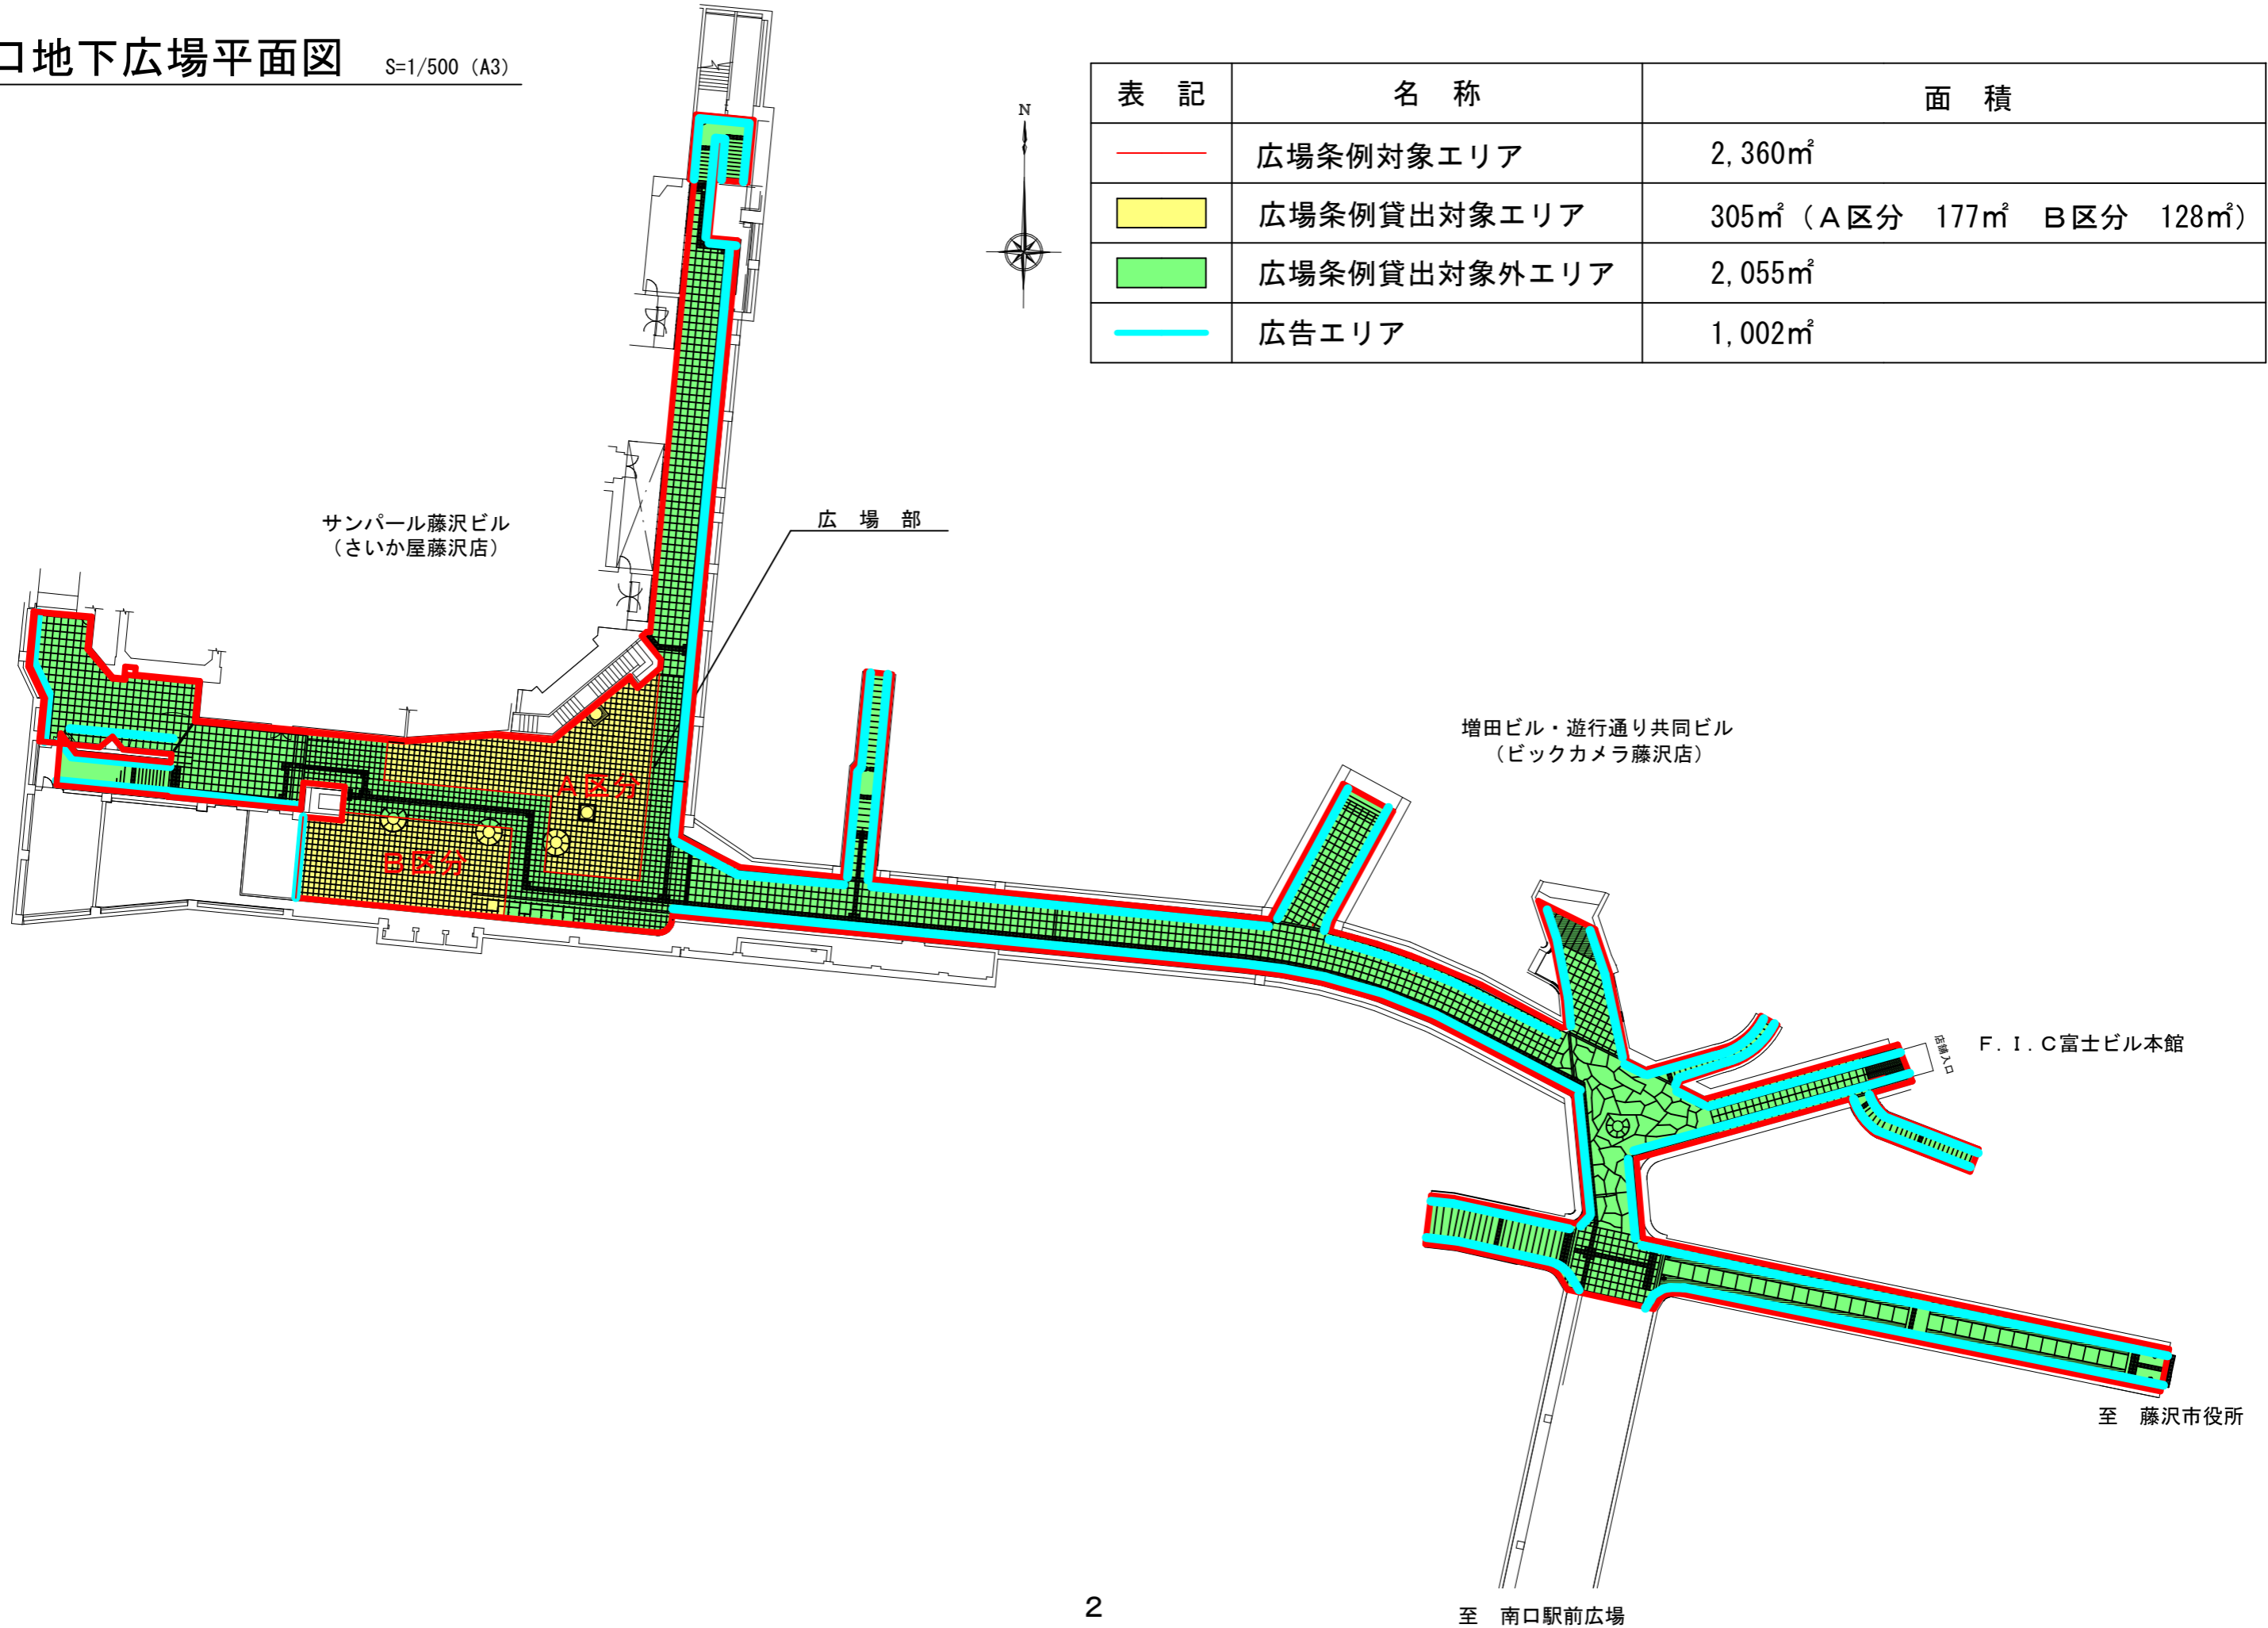 口地下広場平面図 S=1/500 (A3)
表 記 名 称 面 積
広場条例対象エリア 2,360㎡
広場条例貸出対象エリア 305㎡(A区分 177㎡ B区分 128㎡)
広場条例貸出対象外エリア 2,055㎡
広告エリア 1,002㎡
N
サンパール藤沢ビル
(さいか屋藤沢店)
広 場 部
A区分
B区分
増田ビル・遊行通り共同ビル
(ビックカメラ藤沢店)
F.I.C富士ビル本館
店舗入口
至 藤沢市役所
至 南口駅前広場
2